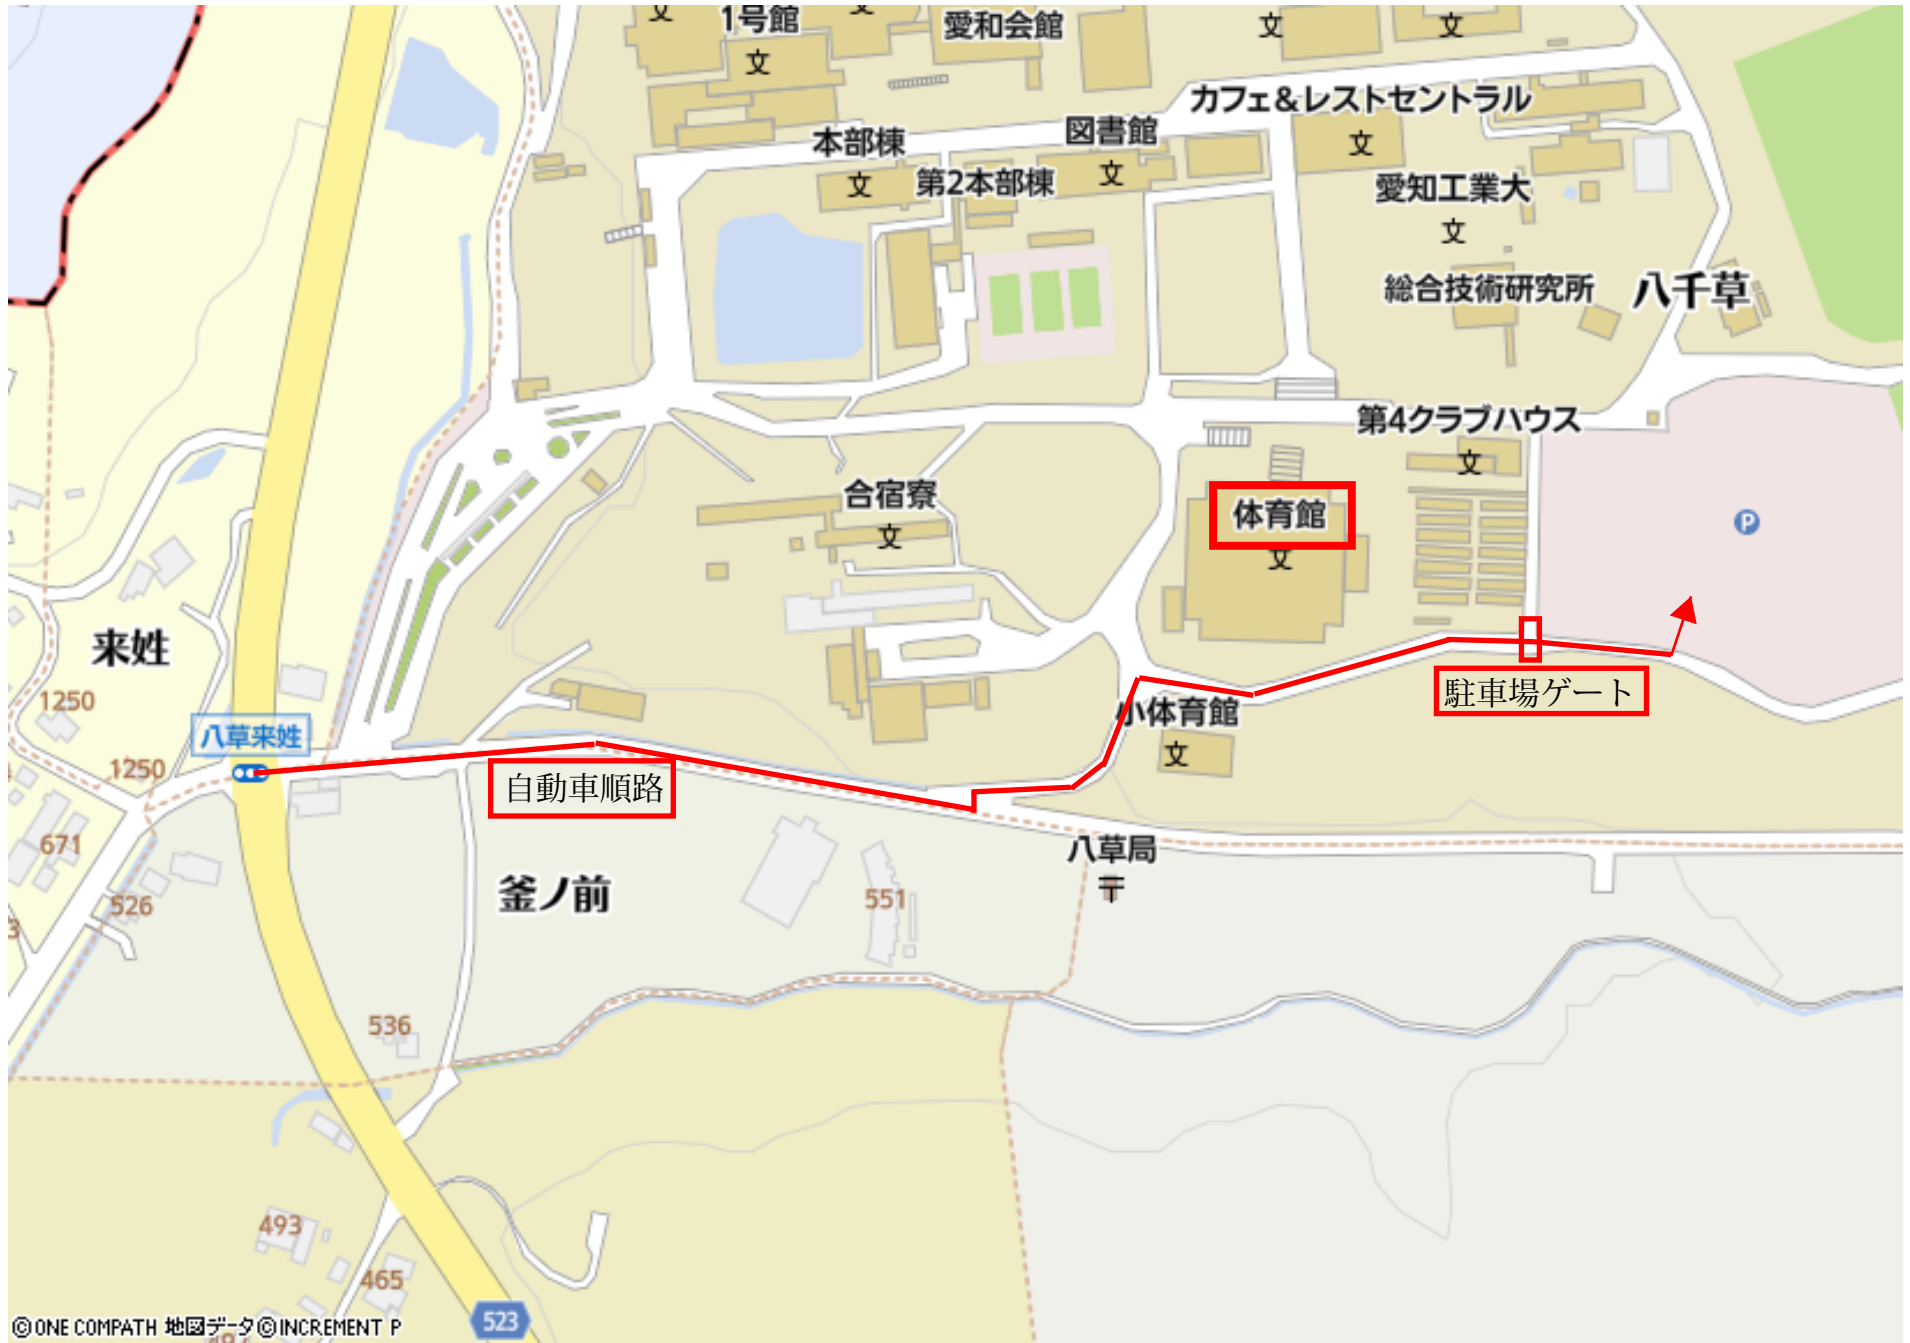 文
1号館
文
文
愛和会館
文
文
カフェ&レストセントラル
文
図書館
文
本部棟
文
第2本部棟
愛知工業大
文
総合技術研究所
八千草
第4クラブハウス
文
合宿寮
文
体育館
文
P
来姓
1250
八草来姓
1250
駐車場ゲート
小体育館
文
自動車順路
671
八草局
〒
釜ノ前
551
526
3
536
493
465
523
©ONE COMPATH 地図データ©INCREMENT P